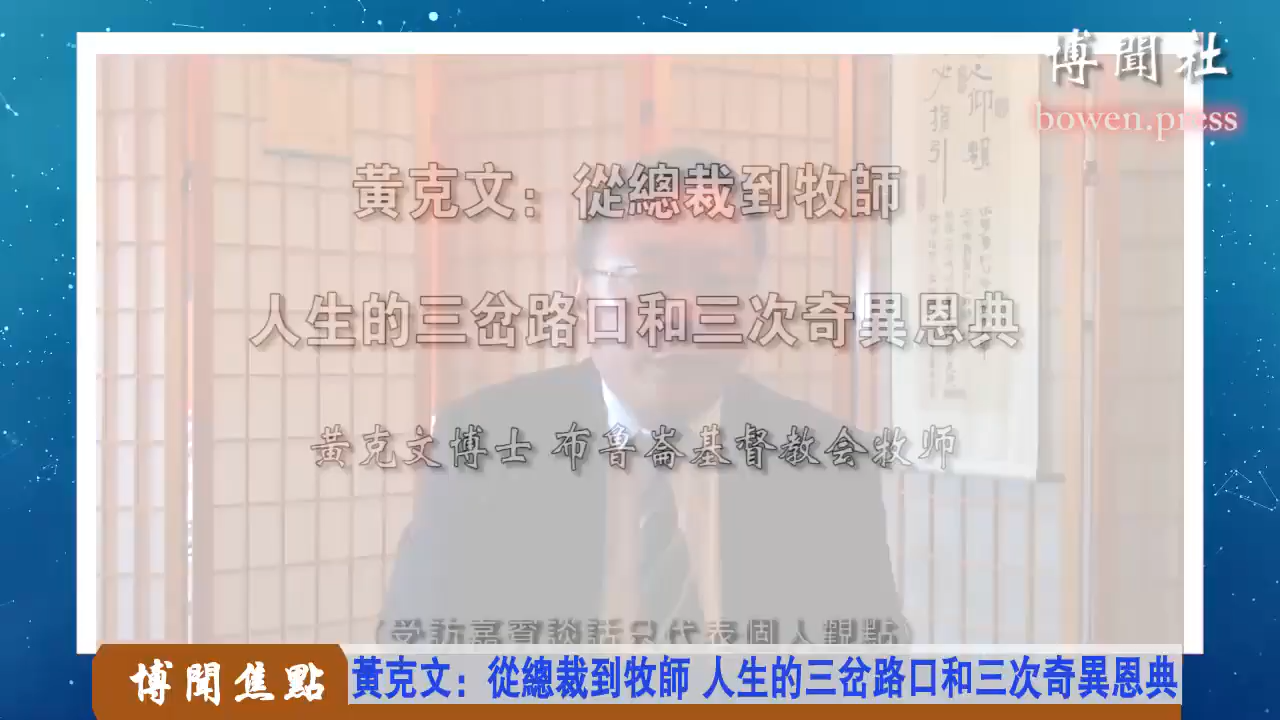 博聞社
bowen.press
黃克文：從總裁到牧師
人生的三岔路口和三次奇異恩典
黃克文博士 布鲁崙基督教会牧师
(受訪嘉賓談話只代表個人觀點)
博聞焦點
黃克文：從總裁到牧師 人生的三岔路口和三次奇異恩典